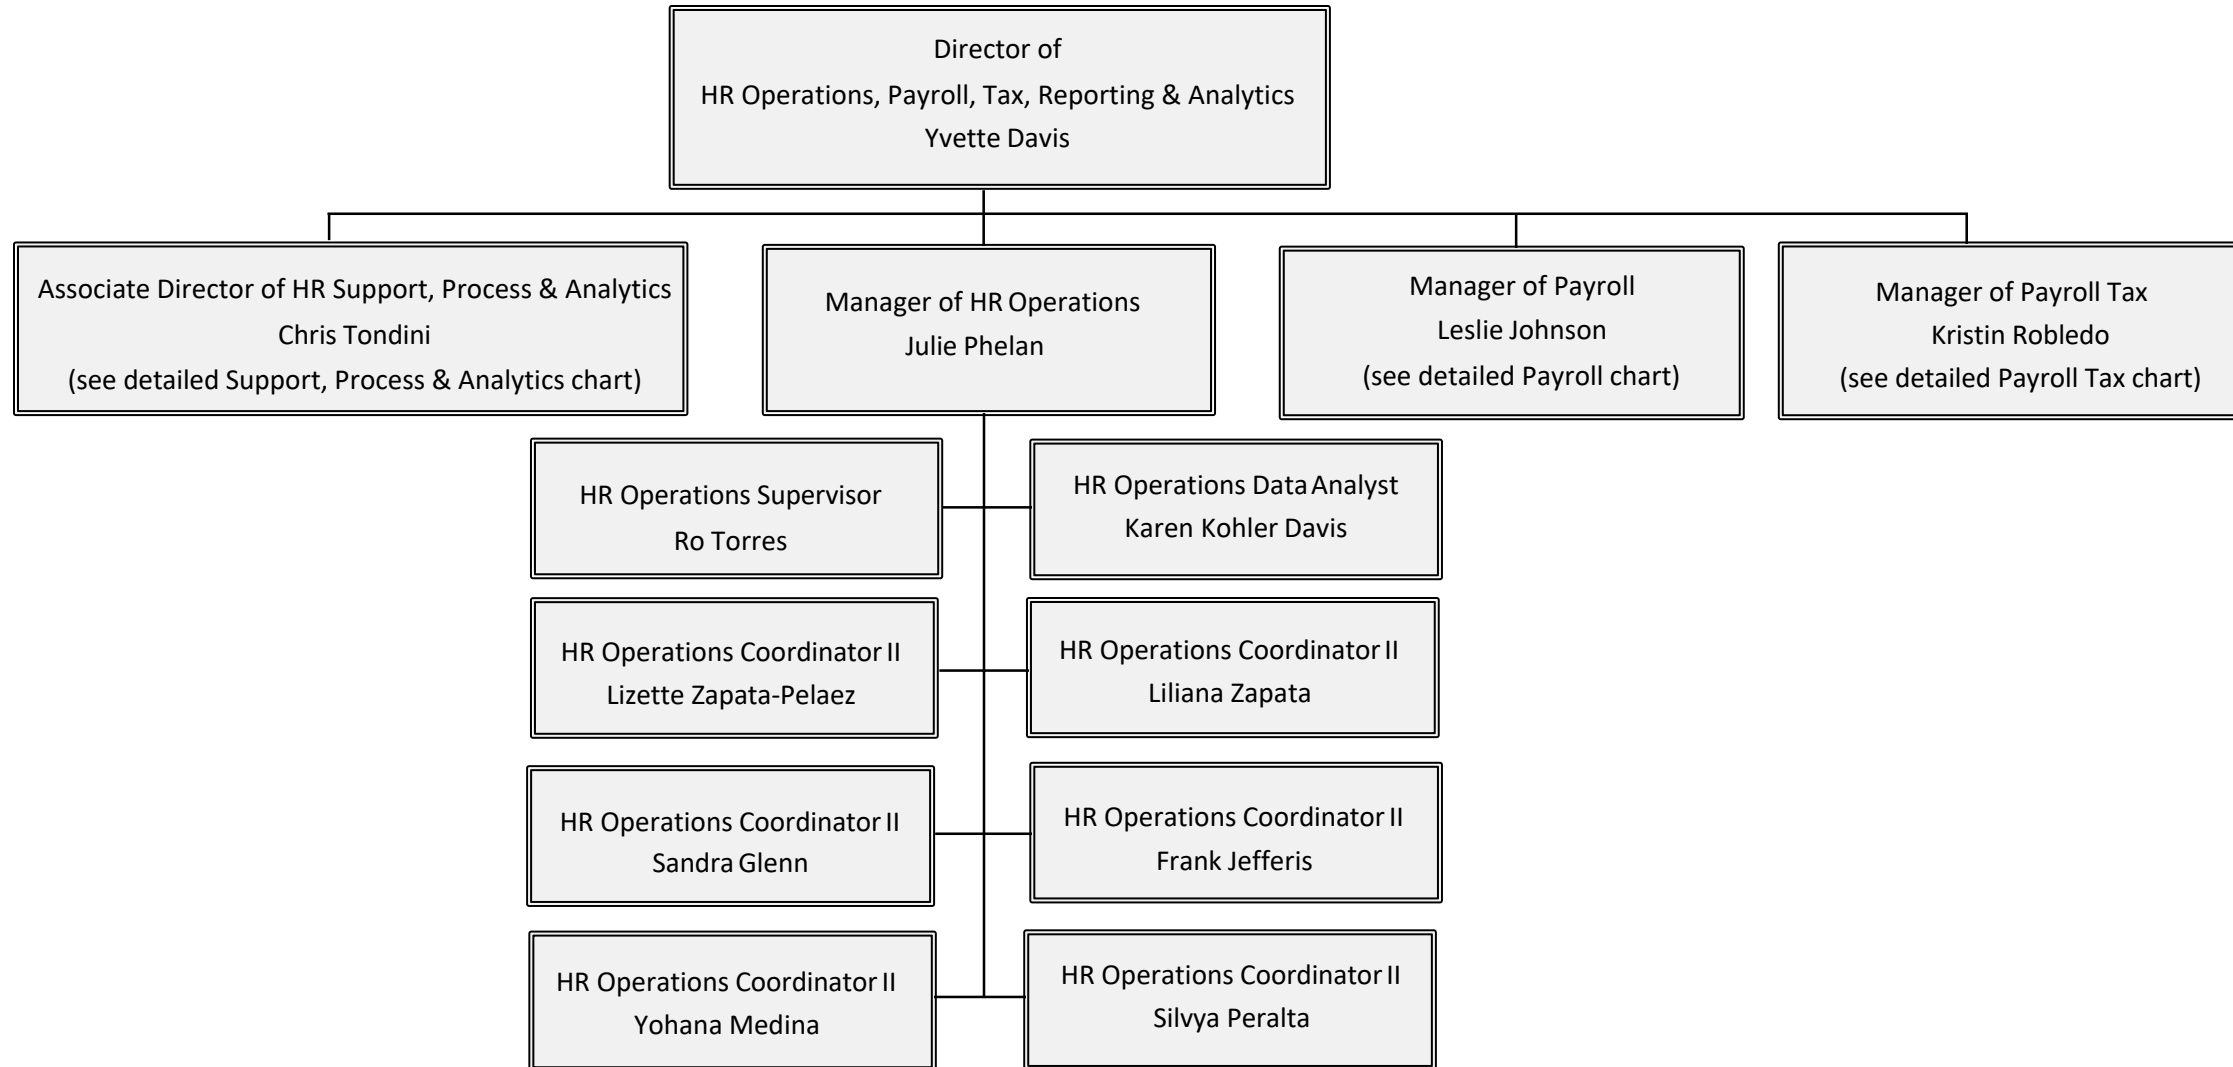 Director of
HR Operations, Payroll, Tax, Reporting & Analytics
Yvette Davis
Associate Director of HR Support, Process & Analytics
Chris Tondini
(see detailed Support, Process & Analytics chart)
Manager of HR Operations
Julie Phelan
Manager of Payroll
Leslie Johnson
(see detailed Payroll chart)
Manager of Payroll Tax
Kristin Robledo
(see detailed Payroll Tax chart)
HR Operations Supervisor
Ro Torres
HR Operations Data Analyst
Karen Kohler Davis
HR Operations Coordinator II
Lizette Zapata-Pelaez
HR Operations Coordinator II
Liliana Zapata
HR Operations Coordinator II
Sandra Glenn
HR Operations Coordinator II
Frank Jefferis
HR Operations Coordinator II
Yohana Medina
HR Operations Coordinator II
Silvya Peralta